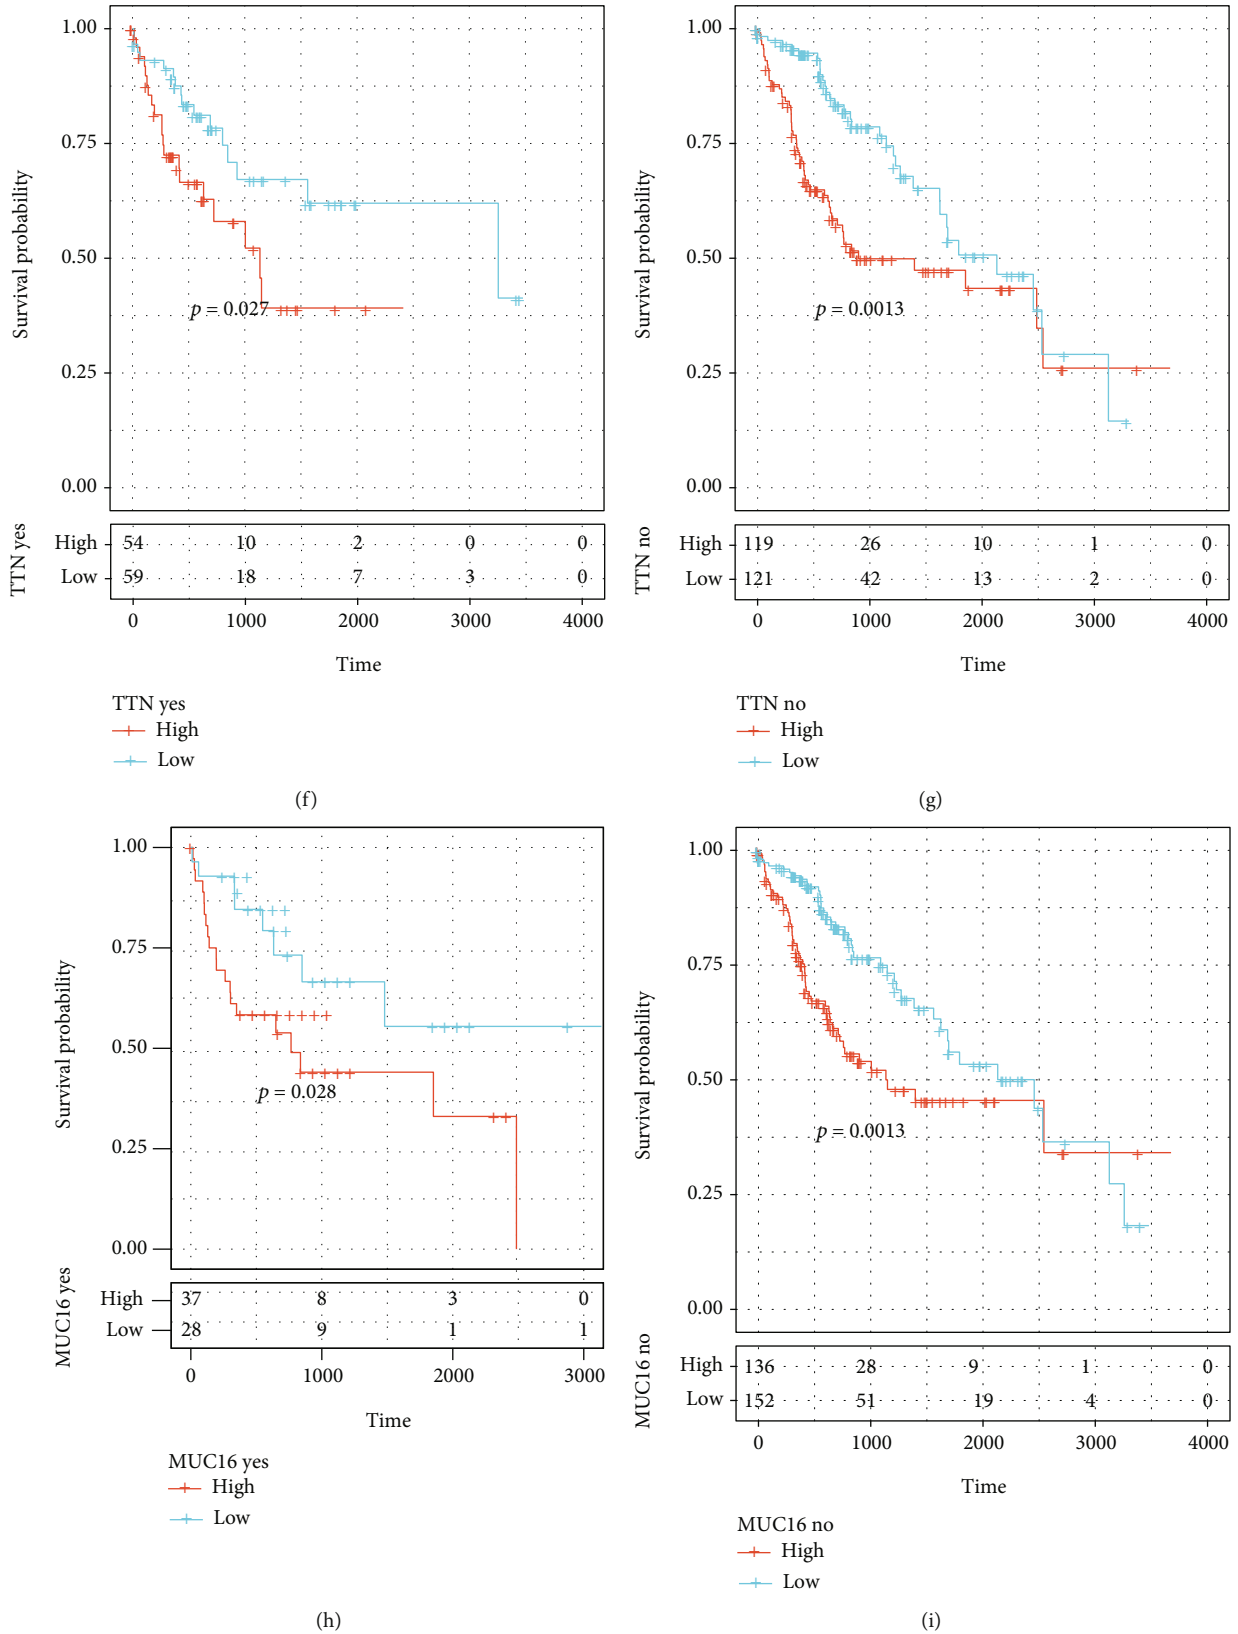 1.00
0.75
0.50
0.25
0.00
Survival probability
p = 0.027
TTN yes
High 54 10 2 0 0
Low 59 18 7 3 0
0 1000 2000 3000 4000
Time
TTN yes
High
Low
(f)
1.00
0.75
0.50
0.25
0.00
Survival probability
p = 0.0013
TTN no
High 119 26 10 1 0
Low 121 42 13 2 0
0 1000 2000 3000 4000
Time
TTN no
High
Low
(g)
1.00
0.75
0.50
0.25
0.00
Survival probability
p = 0.028
MUC16 yes
High 37 8 3 0
Low 28 9 1 1
0 1000 2000 3000
Time
MUC16 yes
High
Low
(h)
1.00
0.75
0.50
0.25
0.00
Survival probability
p = 0.0013
MUC16 no
High 136 28 9 1 0
Low 152 51 19 4 0
0 1000 2000 3000 4000
Time
MUC16 no
High
Low
(i)